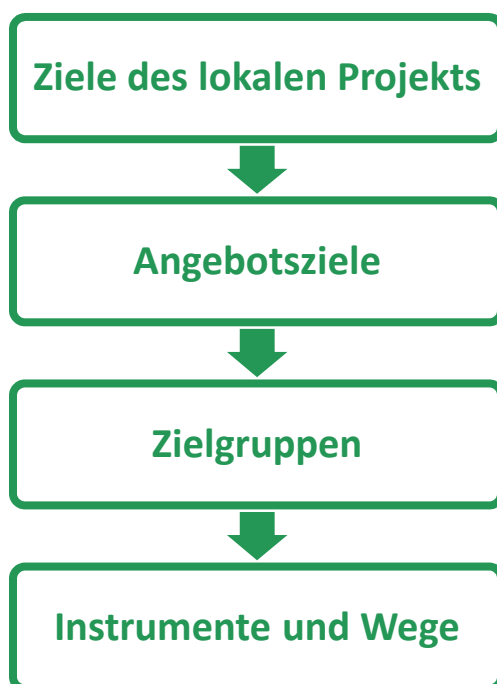 Ziele des lokalen Projekts
Angebotsziele
Zielgruppen
Instrumente und Wege